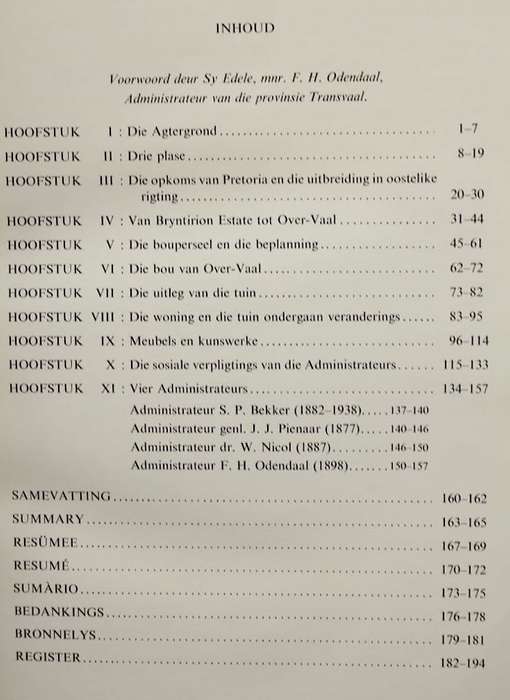 INHOUD
Voorwoord deur Sy Edele, mnr. F. H. Odendaal,
Administrateur van die provinsie Transvaal.
HOOFSTUK I : Die Agtergrond 1–7
HOOFSTUK II : Drie plase 8–19
HOOFSTUK III : Die opkoms van Pretoria en die uitbreiding in oostelike
rigting 20–30
HOOFSTUK IV : Van Bryntirion Estate tot Over-Vaal 31–44
HOOFSTUK V : Die bouperseel en die beplanning 45–61
HOOFSTUK VI : Die bou van Over-Vaal 62–72
HOOFSTUK VII : Die uitleg van die tuin 73–82
HOOFSTUK VIII : Die woning en die tuin ondergaan veranderings 83–95
HOOFSTUK IX : Meubels en kunswerke 96–114
HOOFSTUK X : Die sosiale verpligtings van die Administrateurs 115–133
HOOFSTUK XI : Vier Administrateurs 134–157
Administrateur S. P. Bekker (1882–1938) 137–140
Administrateur genl. J. J. Pienaar (1877) 140–146
Administrateur dr. W. Nicol (1887) 146–150
Administrateur F. H. Odendaal (1898) 150–157
SAMEVATTING 160–162
SUMMARY 163–165
RESÜMEE 167–169
RESUMÉ 170–172
SUMÀRIO 173–175
BEDANKINGS 176–178
BRONNELYS 179–181
REGISTER 182–194